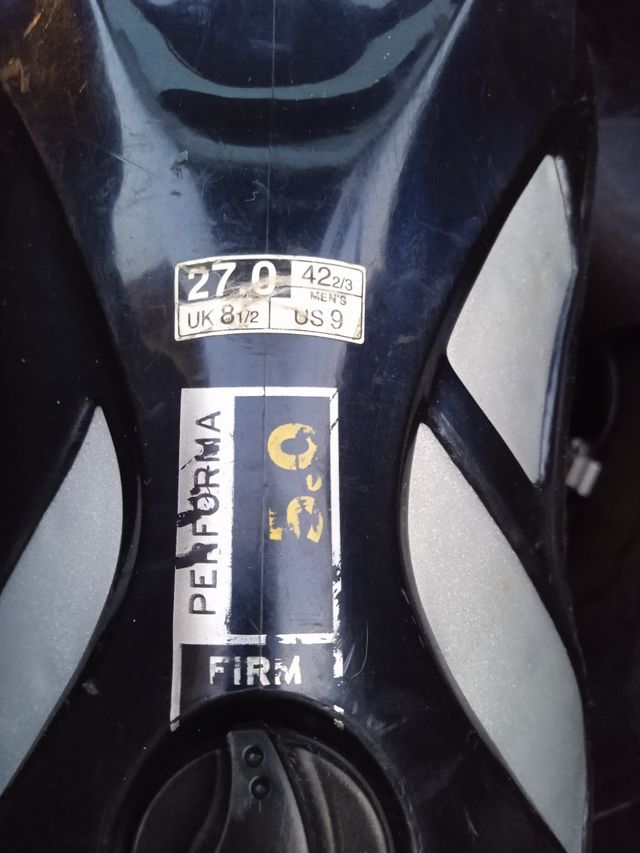 27.0 42 2/3
MEN'S
UK 8 1/2 US 9
PERFORMA
5.0
FIRM